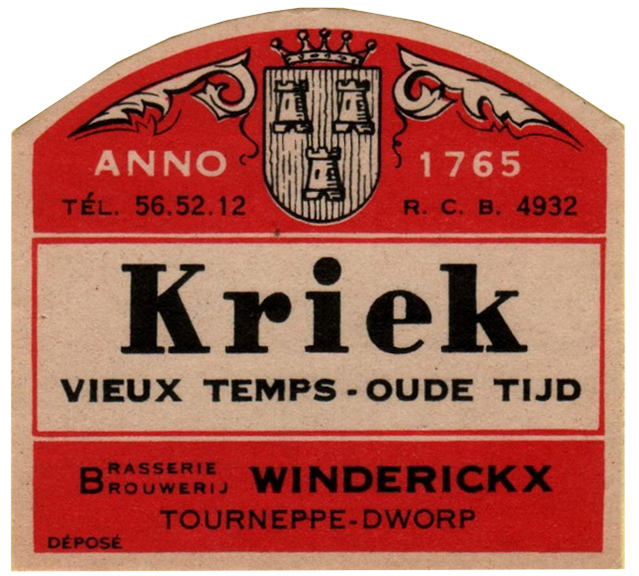 ANNO 1765
TÉL. 56.52.12 R. C. B. 4932
Kriek
VIEUX TEMPS - OUDE TIJD
BRASSERIE
BROUWERIJ WINDERICKX
TOURNEPPE-DWORP
DÉPOSÉ